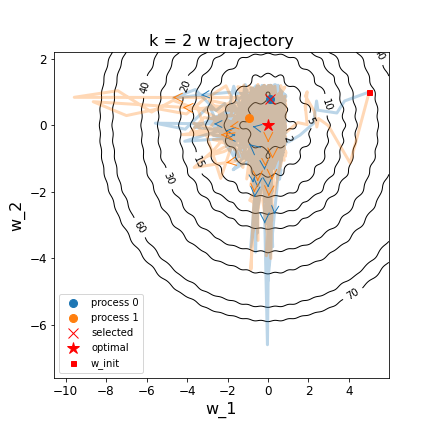 k = 2 w trajectory
w_2
2
0
−2
−4
−6
40
20
10
5
2
15
30
60
70
process 0
process 1
selected
optimal
w_init
−10
−8
−6
−4
−2
0
2
4
w_1